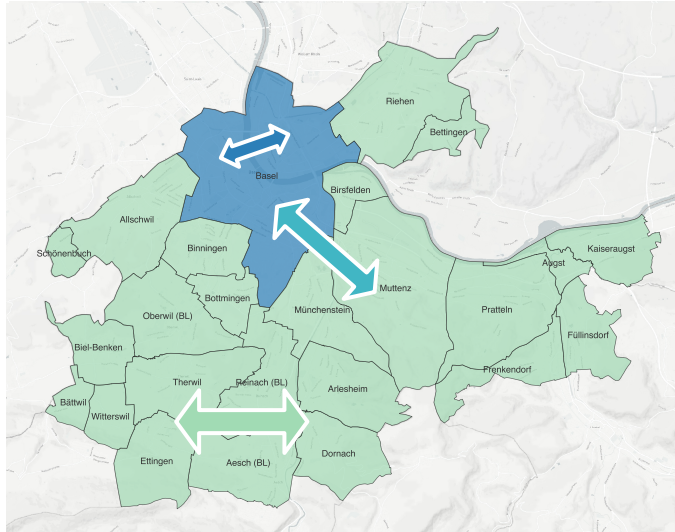 Riehen
Bettingen
Basel
Birsfelden
Allschwil
Binningen
Schönenbuch
Kaiseraugst
Augst
Muttenz
Bottmingen
Münchenstein
Oberwil (BL)
Pratteln
Füllinsdorf
Biel-Benken
Frenkendorf
Therwil
Reinach (BL)
Arlesheim
Bättwil
Witterswil
Dornach
Ettingen
Aesch (BL)